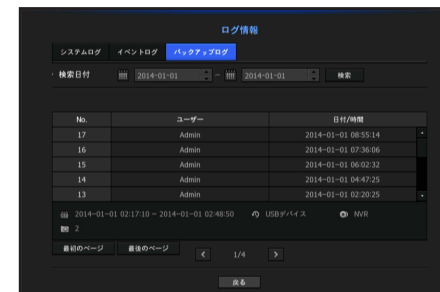 ログ情報
システムログ イベントログ バックアップログ
検索日付 2014-01-01 ~ 2014-01-01 検索
No. ユーザー 日付/時間
17 Admin 2014-01-01 08:55:14
16 Admin 2014-01-01 07:36:06
15 Admin 2014-01-01 06:02:32
14 Admin 2014-01-01 04:47:25
13 Admin 2014-01-01 02:20:25
2014-01-01 02:17:10 ~ 2014-01-01 02:48:50 USBデバイス NVR
2
最初のページ 最後のページ < 1/4 >
戻る